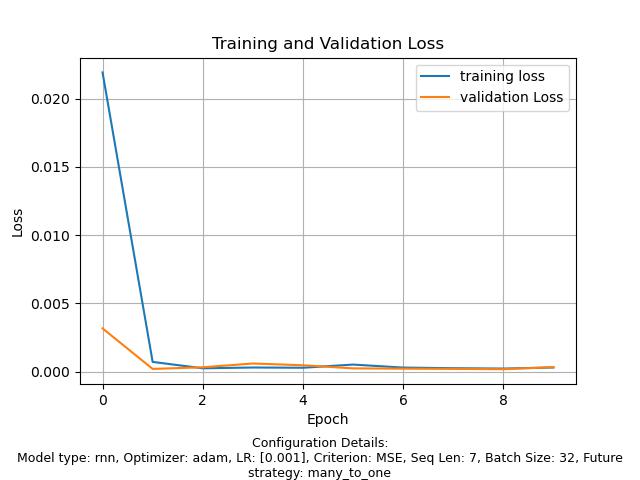 Training and Validation Loss
training loss
validation Loss
0.020
0.015
0.010
0.005
0.000
Loss
0 2 4 6 8
Epoch
Configuration Details:
Model type: rnn, Optimizer: adam, LR: [0.001], Criterion: MSE, Seq Len: 7, Batch Size: 32, Future
strategy: many_to_one